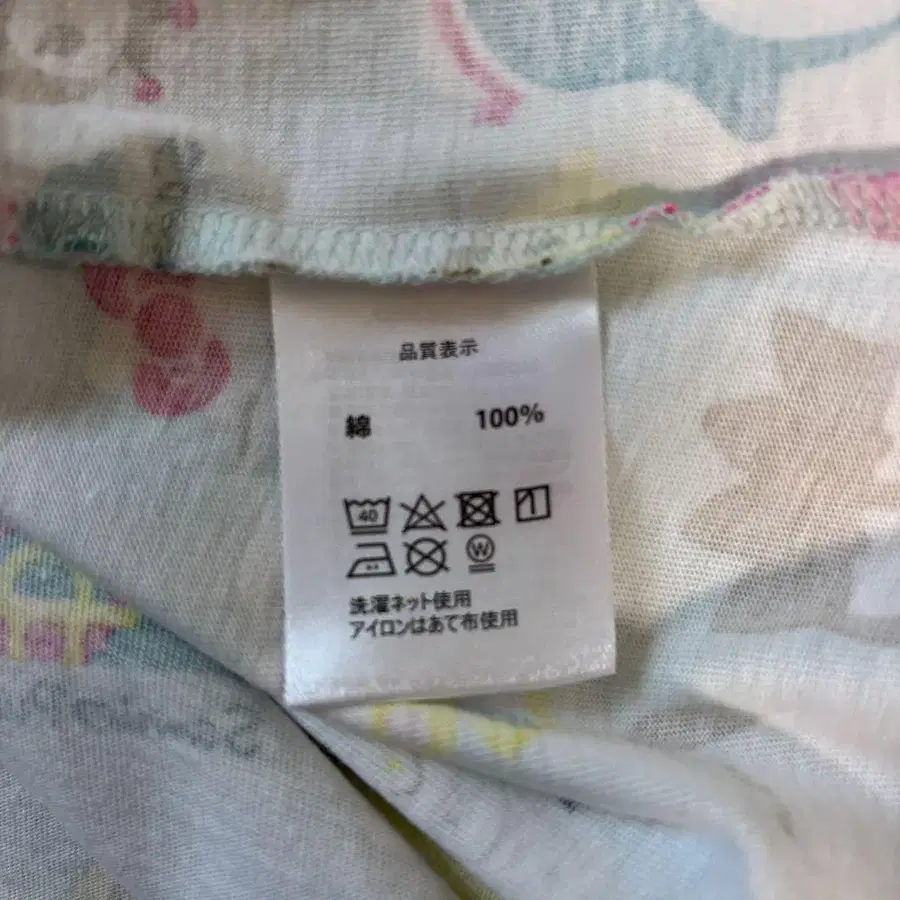 品質表示
綿 100%
40
W
洗濯ネット使用
アイロンはあて布使用